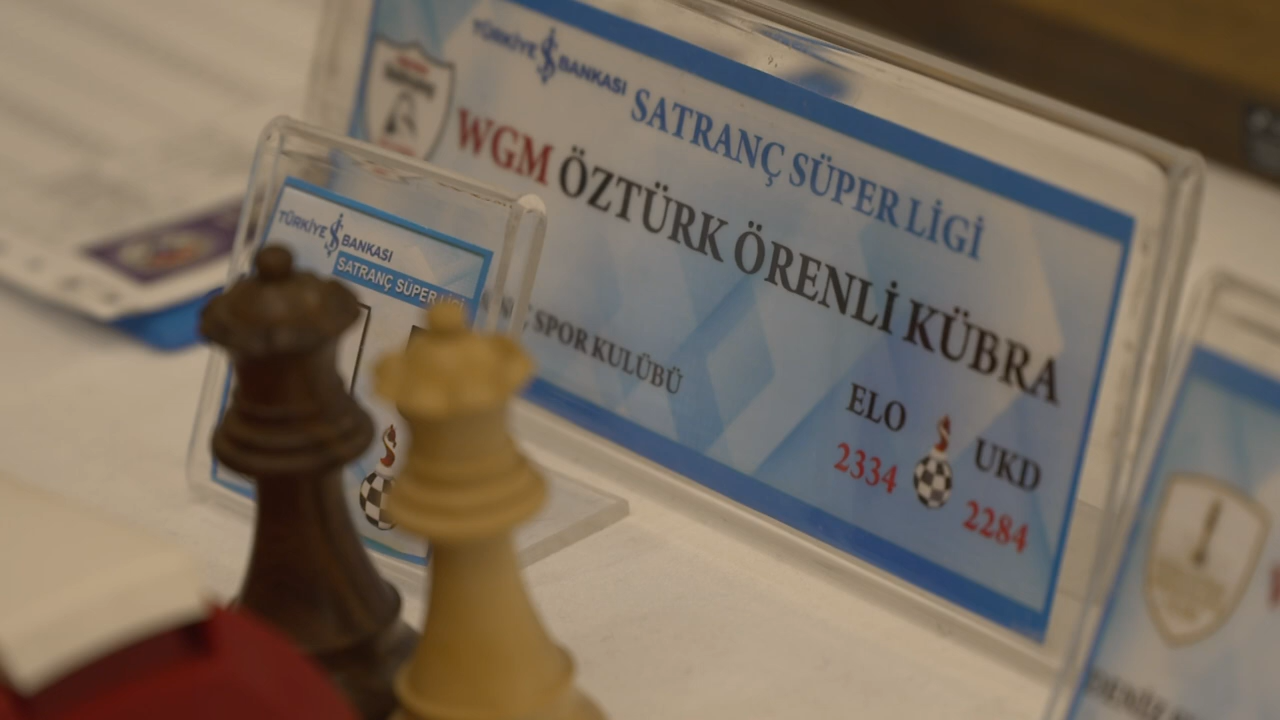 TÜRKİYE İŞ BANKASI
SATRANÇ SÜPER LİGİ
WGM ÖZTÜRK ÖRENLİ KÜBRA
SPOR KULÜBÜ
ELO
UKD
2334
2284
TÜRKİYE İŞ BANKASI
SATRANÇ SÜPER LİGİ